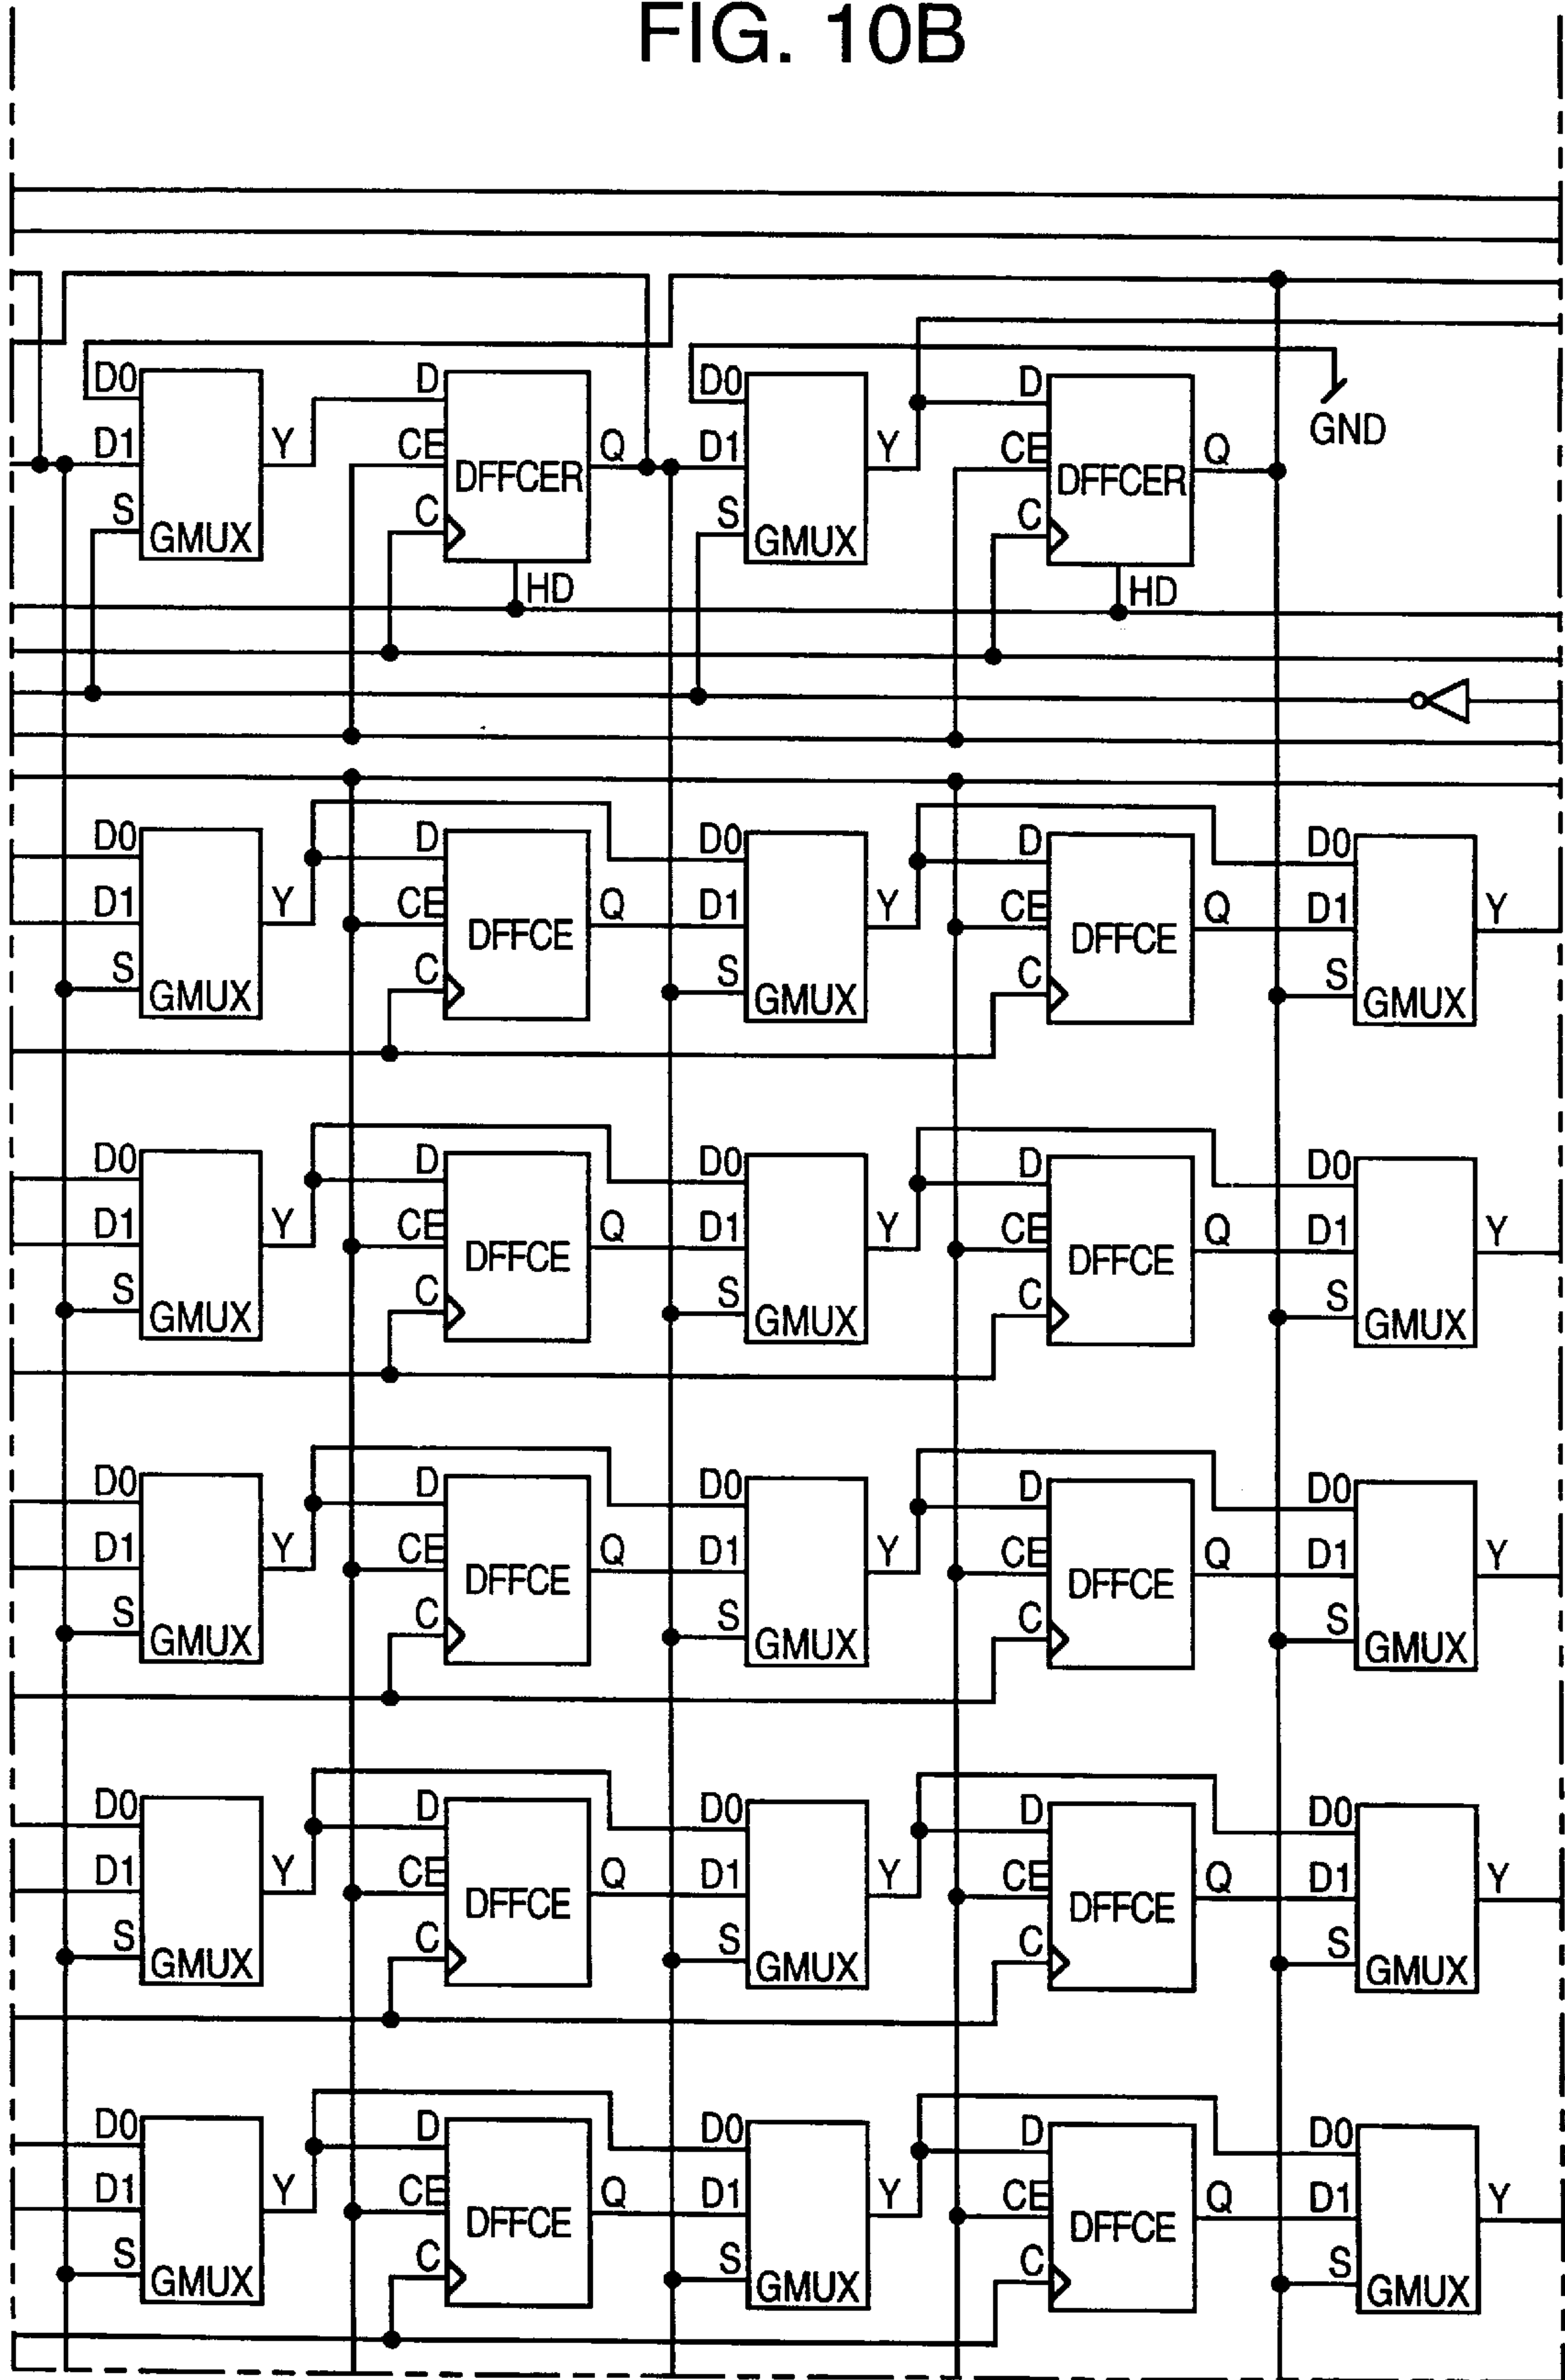 FIG. 10B
D0 D D0 D
D1 Y CE DFFCER Q D1 Y CE DFFCER Q GND
S GMUX C S GMUX C
HD HD
D0 D D0 D D0
D1 Y CE DFFCE Q D1 Y CE DFFCE Q D1 Y
S GMUX C S GMUX C S GMUX
D0 D D0 D D0
D1 Y CE DFFCE Q D1 Y CE DFFCE Q D1 Y
S GMUX C S GMUX C S GMUX
D0 D D0 D D0
D1 Y CE DFFCE Q D1 Y CE DFFCE Q D1 Y
S GMUX C S GMUX C S GMUX
D0 D D0 D D0
D1 Y CE DFFCE Q D1 Y CE DFFCE Q D1 Y
S GMUX C S GMUX C S GMUX
D0 D D0 D D0
D1 Y CE DFFCE Q D1 Y CE DFFCE Q D1 Y
S GMUX C S GMUX C S GMUX